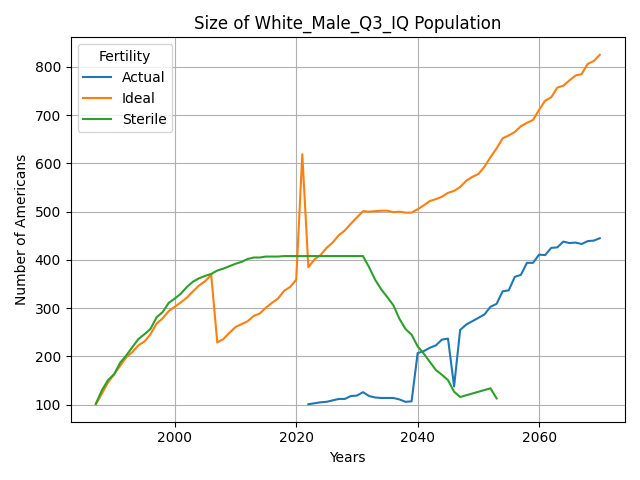 Size of White_Male_Q3_IQ Population
Fertility
Actual
Ideal
Sterile
Number of Americans
800
700
600
500
400
300
200
100
2000
2020
2040
2060
Years